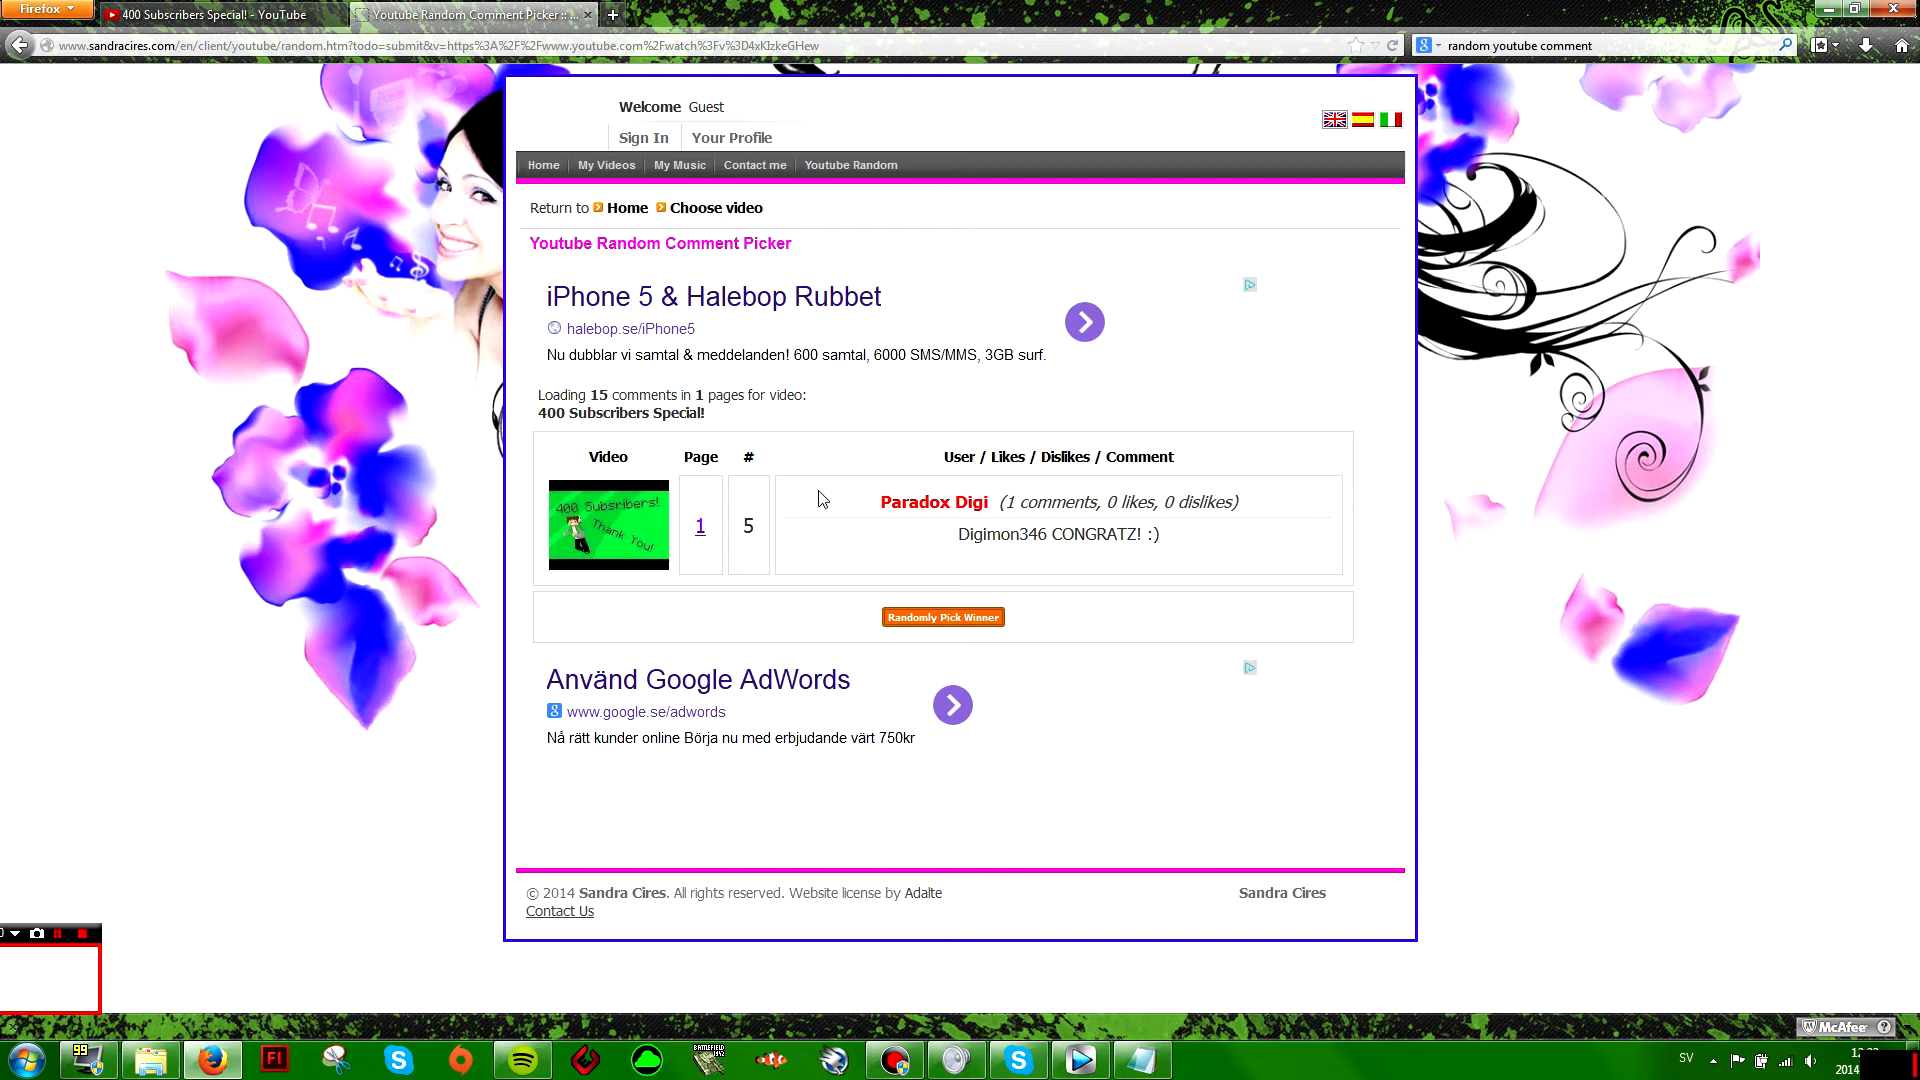 Firefox
400 Subscribers Special! - YouTube
Youtube Random Comment Picker :: ...
www.sandracires.com/en/client/youtube/random.htm?todo=submit&tv=https%3A%2F%2Fwww.youtube.com%2Fwatch%3Fv%3D4xKIzkeGHew
random youtube comment
Welcome Guest
Sign In
Your Profile
Home
My Videos
My Music
Contact me
Youtube Random
Return to Home Choose video
Youtube Random Comment Picker
iPhone 5 & Halebop Rubbet
halebop.se/iPhone5
Nu dubblar vi samtal & meddelanden! 600 samtal, 6000 SMS/MMS, 3GB surf.
Loading 15 comments in 1 pages for video:
400 Subscribers Special!
Video Page # User / Likes / Dislikes / Comment
400 Subsribers!
Thank You!
1
5
Paradox Digi (1 comments, 0 likes, 0 dislikes)
Digimon346 CONGRATZ! :)
Randomly Pick Winner
Använd Google AdWords
www.google.se/adwords
Nå rätt kunder online Börja nu med erbjudande värt 750kr
© 2014 Sandra Cires. All rights reserved. Website license by Adalte
Sandra Cires
Contact Us
McAfee
99
Fl
BATTLEFIELD
SV
2014